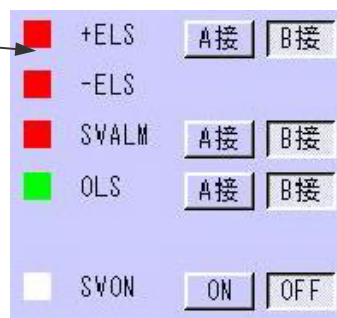 +ELS A接 B接
-ELS
SVALM A接 B接
OLS A接 B接
SVON ON OFF